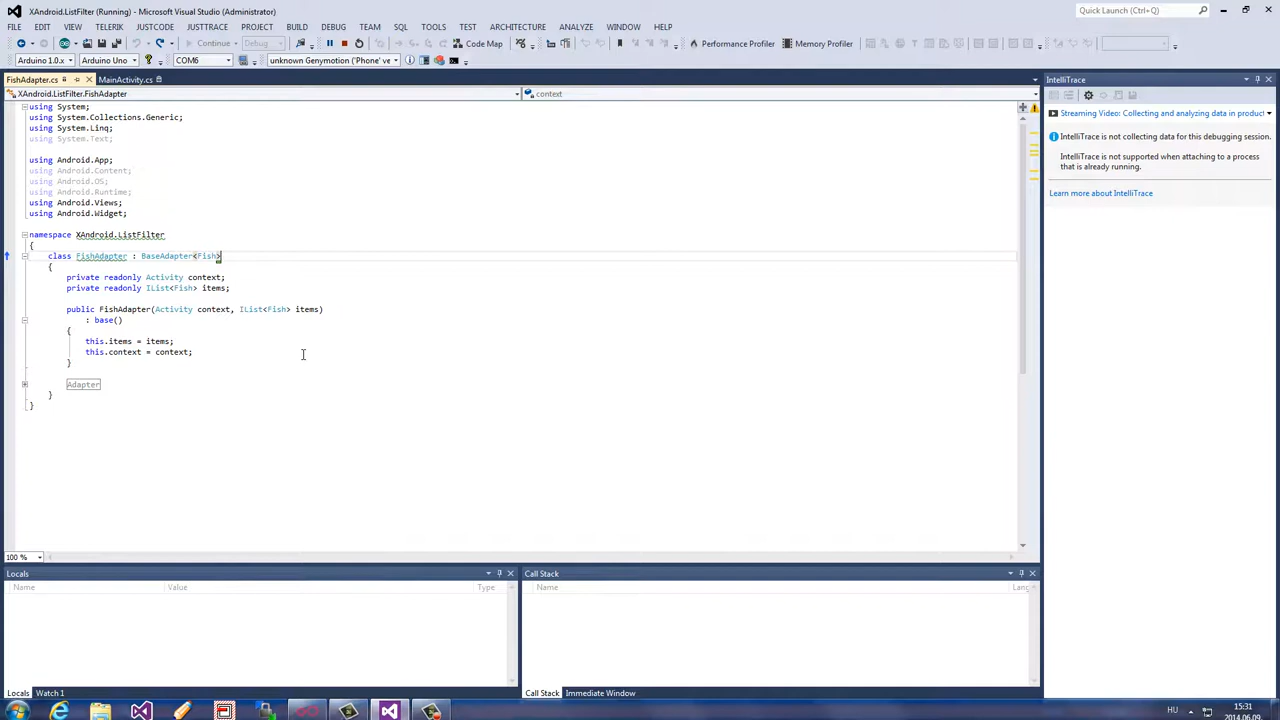 XAndroid.ListFilter (Running) - Microsoft Visual Studio (Administrator)
Quick Launch (Ctrl+Q)
FILE EDIT VIEW TELERIK JUSTCODE JUSTTRACE PROJECT BUILD DEBUG TEAM SQL TOOLS TEST ARCHITECTURE ANALYZE WINDOW HELP
Continue Debug Code Map Performance Profiler Memory Profiler
Arduino 1.0.x Arduino Uno COM6 unknown Genymotion ('Phone' ve
FishAdapter.cs MainActivity.cs
XAndroid.ListFilter.FishAdapter context
using System;
using System.Collections.Generic;
using System.Linq;
using System.Text;
using Android.App;
using Android.Content;
using Android.OS;
using Android.Runtime;
using Android.Views;
using Android.Widget;
namespace XAndroid.ListFilter
{
class FishAdapter : BaseAdapter<Fish>
{
private readonly Activity context;
private readonly IList<Fish> items;
public FishAdapter(Activity context, IList<Fish> items)
: base()
{
this.items = items;
this.context = context;
}
Adapter
}
}
100 %
IntelliTrace
Streaming Video: Collecting and analyzing data in product
IntelliTrace is not collecting data for this debugging session.
IntelliTrace is not supported when attaching to a process
that is already running.
Learn more about IntelliTrace
Locals
Name Value Type
Call Stack
Name Lang
Locals Watch 1
Call Stack Immediate Window
HU
15:31
2014.06.09.